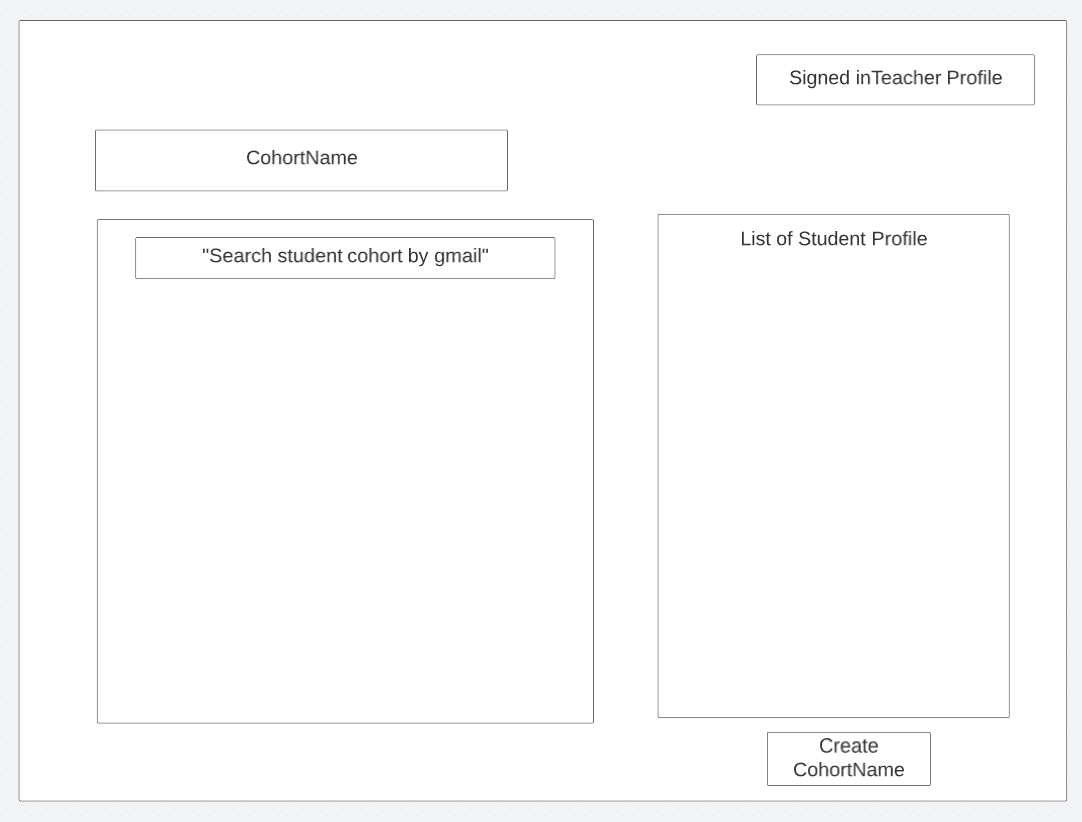 Signed inTeacher Profile
CohortName
"Search student cohort by gmail"
List of Student Profile
Create
CohortName